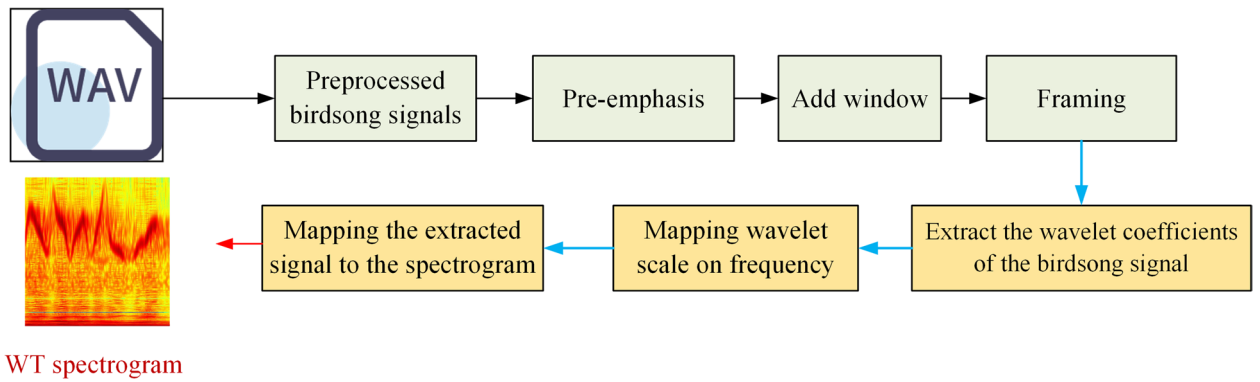 WAV
Preprocessed
birdsong signals
Pre-emphasis
Add window
Framing
Extract the wavelet coefficients
of the birdsong signal
Mapping wavelet
scale on frequency
Mapping the extracted
signal to the spectrogram
WT spectrogram